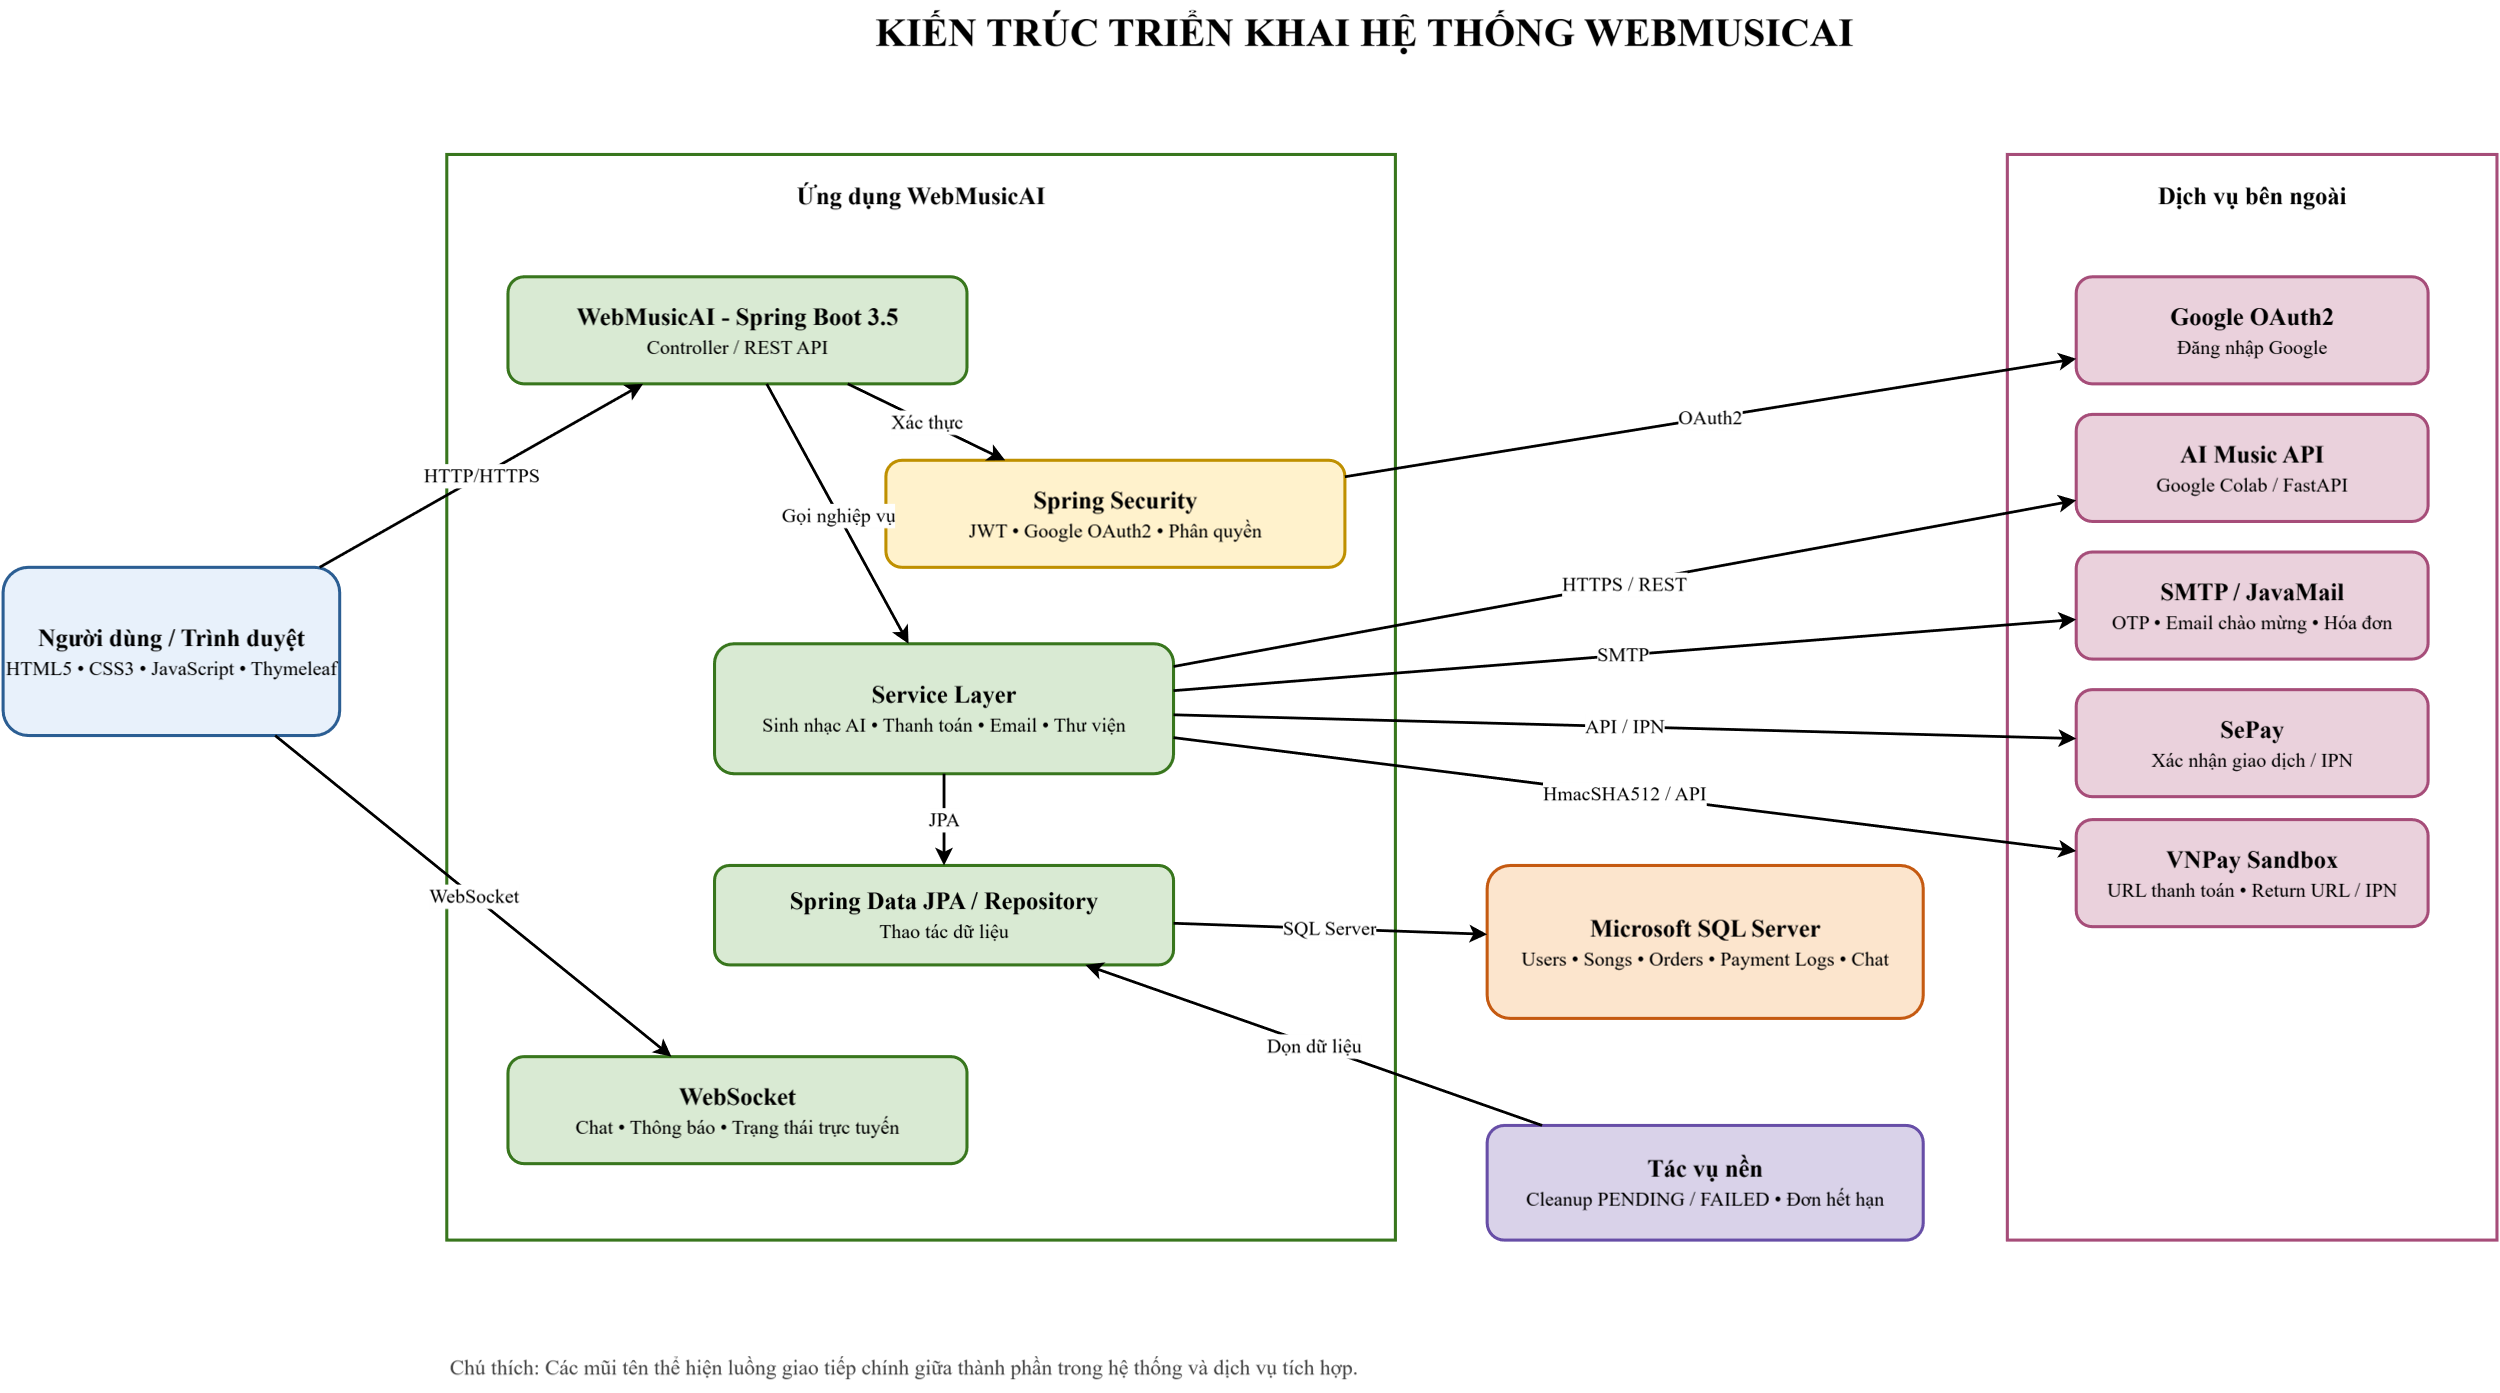 KIẾN TRÚC TRIỂN KHAI HỆ THỐNG WEBMUSICAI
Ứng dụng WebMusicAI
Dịch vụ bên ngoài
WebMusicAI - Spring Boot 3.5
Controller / REST API
Google OAuth2
Đăng nhập Google
Xác thực
OAuth2
HTTP/HTTPS
AI Music API
Google Colab / FastAPI
Gọi nghiệp vụ
Spring Security
JWT • Google OAuth2 • Phân quyền
HTTPS / REST
SMTP / JavaMail
OTP • Email chào mừng • Hóa đơn
Người dùng / Trình duyệt
HTML5 • CSS3 • JavaScript • Thymeleaf
SMTP
Service Layer
Sinh nhạc AI • Thanh toán • Email • Thư viện
API / IPN
SePay
Xác nhận giao dịch / IPN
HmacSHA512 / API
JPA
VNPay Sandbox
URL thanh toán • Return URL / IPN
WebSocket
Spring Data JPA / Repository
Thao tác dữ liệu
SQL Server
Microsoft SQL Server
Users • Songs • Orders • Payment Logs • Chat
Dọn dữ liệu
WebSocket
Chat • Thông báo • Trạng thái trực tuyến
Tác vụ nền
Cleanup PENDING / FAILED • Đơn hết hạn
Chú thích: Các mũi tên thể hiện luồng giao tiếp chính giữa thành phần trong hệ thống và dịch vụ tích hợp.